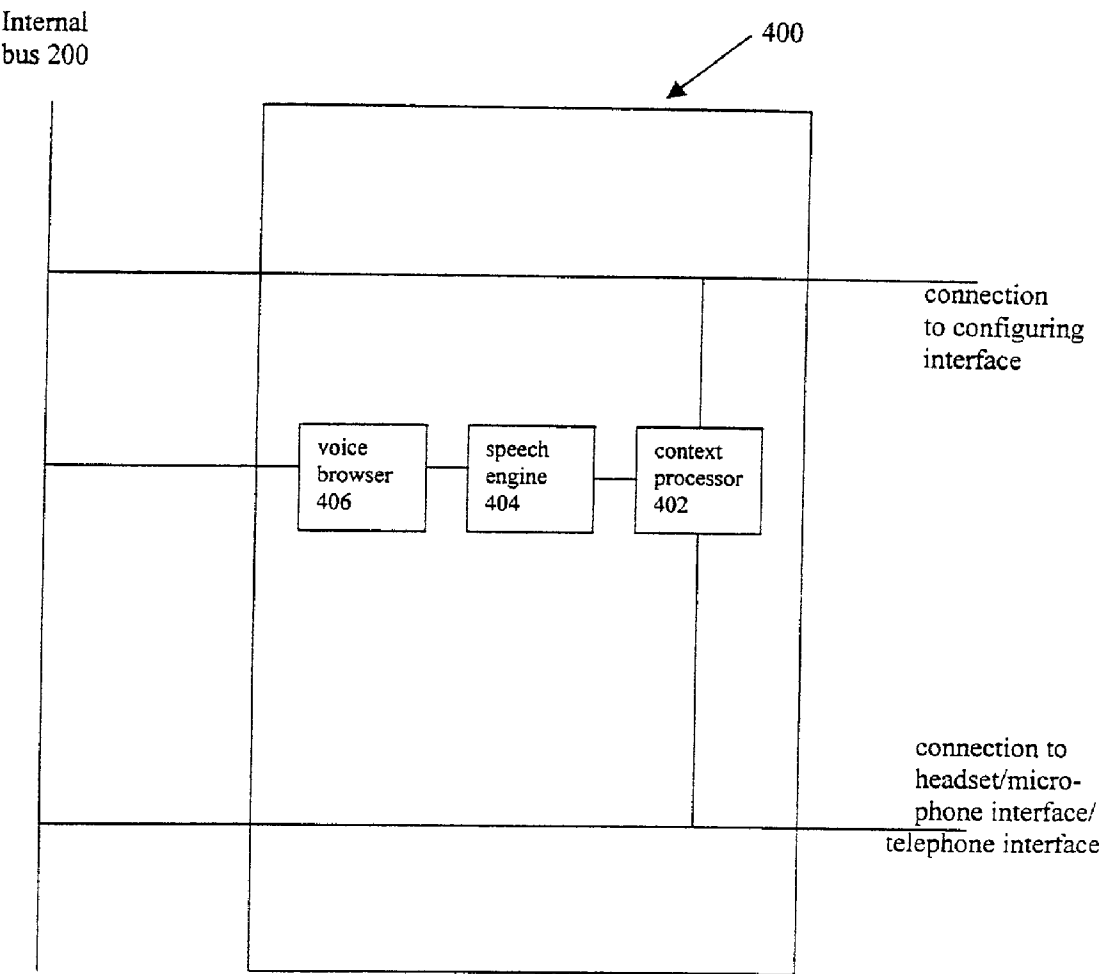 Internal
bus 200
400
connection
to configuring
interface
voice
browser
406
speech
engine
404
context
processor
402
connection to
headset/micro-
phone interface/
telephone interface